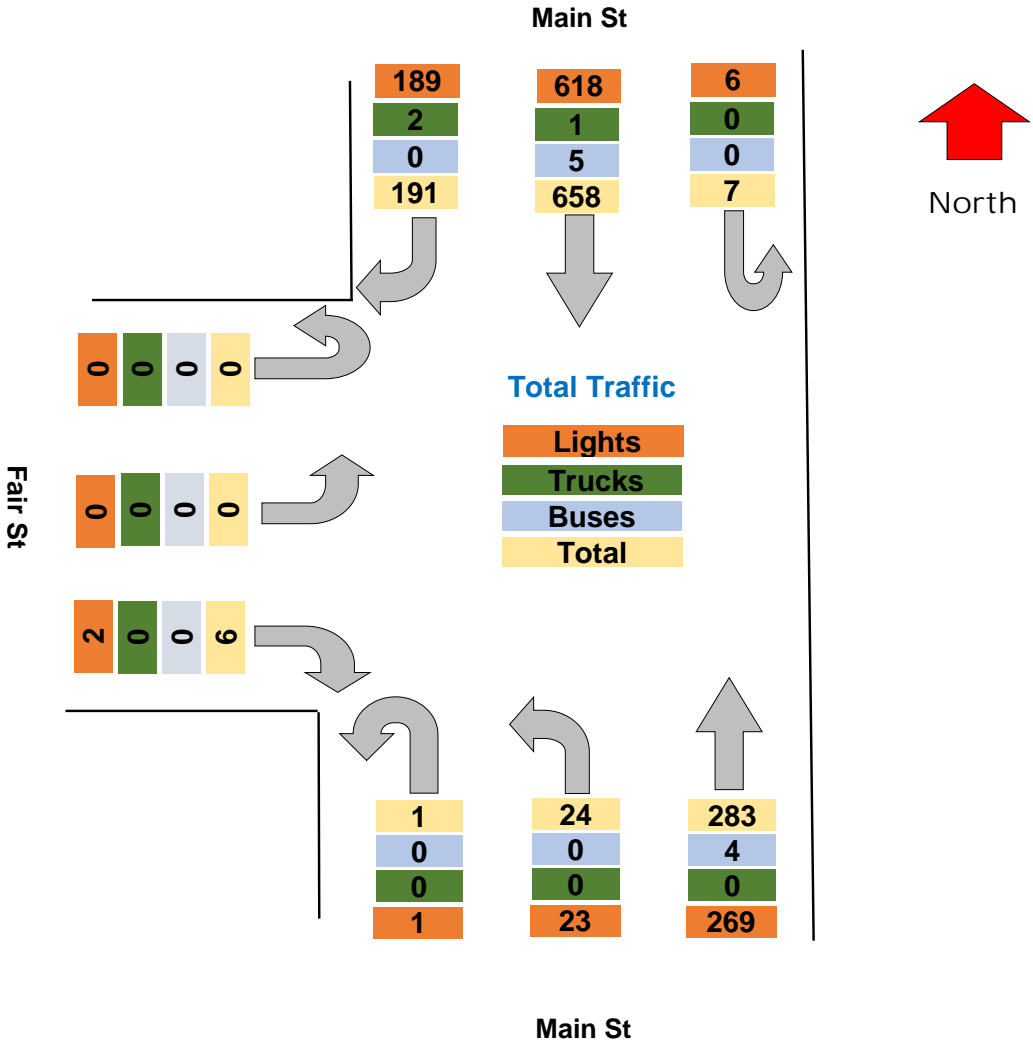 Main St
189 618 6
2 1 0
0 5 0
191 658 7
North
0 0 0 0
Total Traffic
Lights
Trucks
Buses
Total
Fair St
0 0 0 0
2 0 0 6
1 24 283
0 0 4
0 0 0
1 23 269
Main St